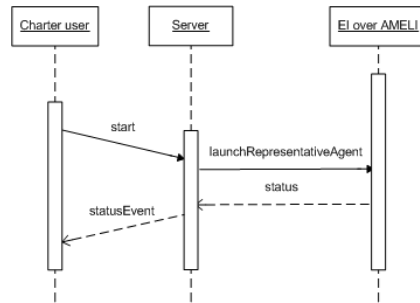 Charter user
Server
EI over AMELI
start
launchRepresentativeAgent
status
statusEvent